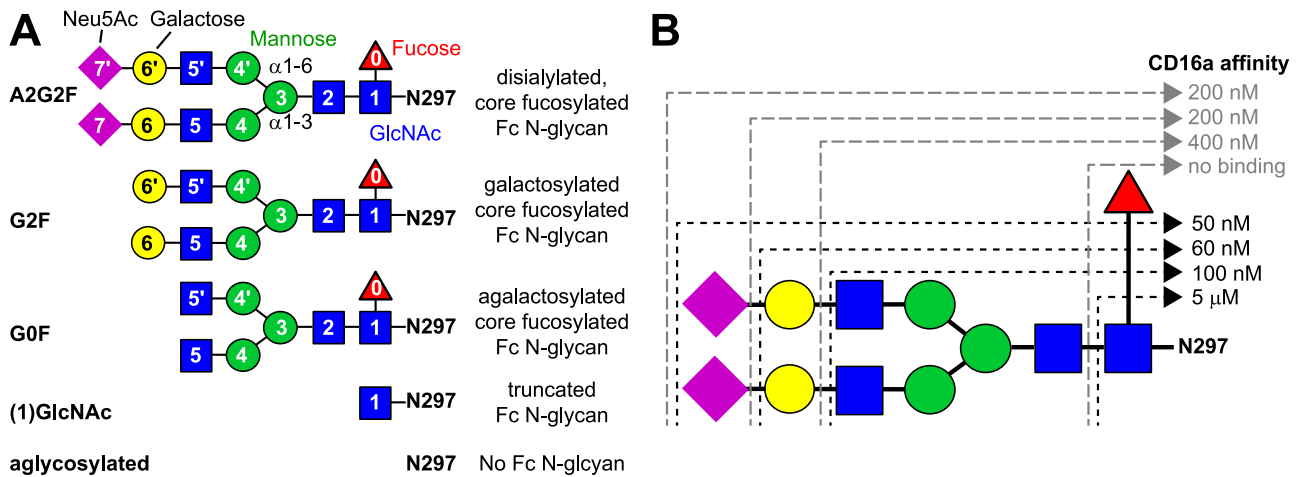 A
Neu5Ac Galactose
Mannose
Fucose
A2G2F
7' 6' 5' 4' α1-6 0
3 2 1 N297
7 6 5 4 α1-3
GlcNAc
disialylated,
core fucosylated
Fc N-glycan
G2F
6' 5' 4' 0
3 2 1 N297
6 5 4
galactosylated
core fucosylated
Fc N-glycan
G0F
5' 4' 0
3 2 1 N297
5 4
agalactosylated
core fucosylated
Fc N-glycan
(1)GlcNAc
1 N297
truncated
Fc N-glycan
aglycosylated
N297
No Fc N-glcyan
B
CD16a affinity
200 nM
200 nM
400 nM
no binding
50 nM
60 nM
100 nM
5 μM
N297